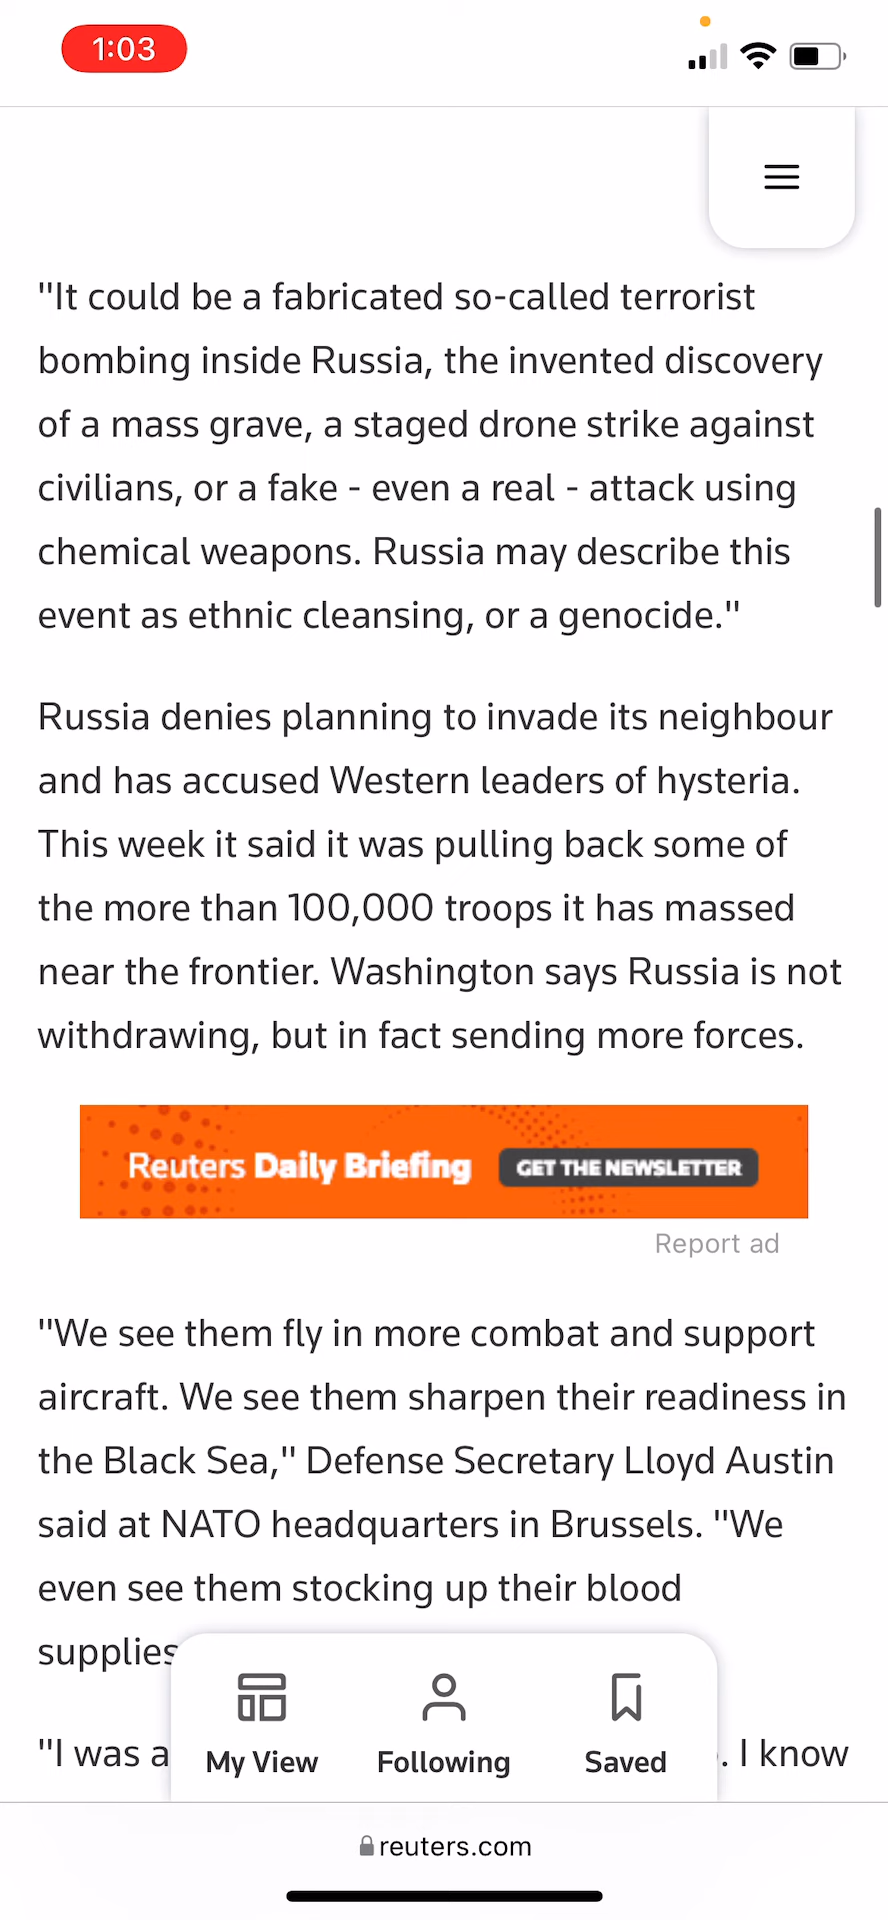 1:03
"It could be a fabricated so-called terrorist
bombing inside Russia, the invented discovery
of a mass grave, a staged drone strike against
civilians, or a fake - even a real - attack using
chemical weapons. Russia may describe this
event as ethnic cleansing, or a genocide."
Russia denies planning to invade its neighbour
and has accused Western leaders of hysteria.
This week it said it was pulling back some of
the more than 100,000 troops it has massed
near the frontier. Washington says Russia is not
withdrawing, but in fact sending more forces.
Reuters Daily Briefing GET THE NEWSLETTER
Report ad
"We see them fly in more combat and support
aircraft. We see them sharpen their readiness in
the Black Sea," Defense Secretary Lloyd Austin
said at NATO headquarters in Brussels. "We
even see them stocking up their blood
supplies
"I was a . I know
My View Following Saved
reuters.com